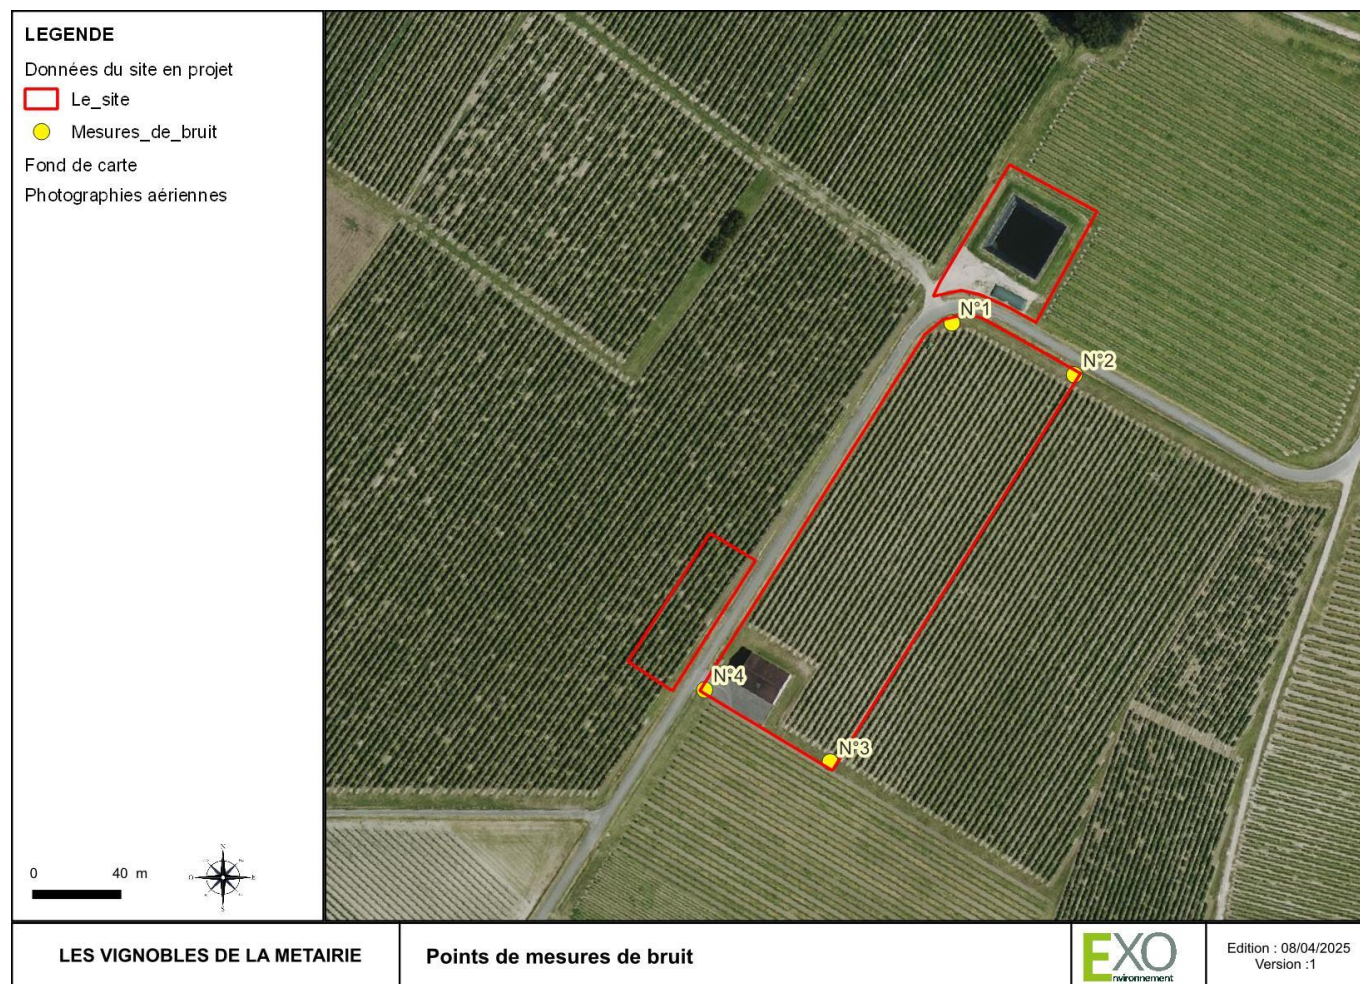 LEGENDE
Données du site en projet
Le_site
Mesures_de_bruit
Fond de carte
Photographies aériennes
N°1
N°2
N°4
N°3
0 40 m
N
O E
S
LES VIGNOBLES DE LA METAIRIE
Points de mesures de bruit
EXO
nvironnement
Edition : 08/04/2025
Version :1